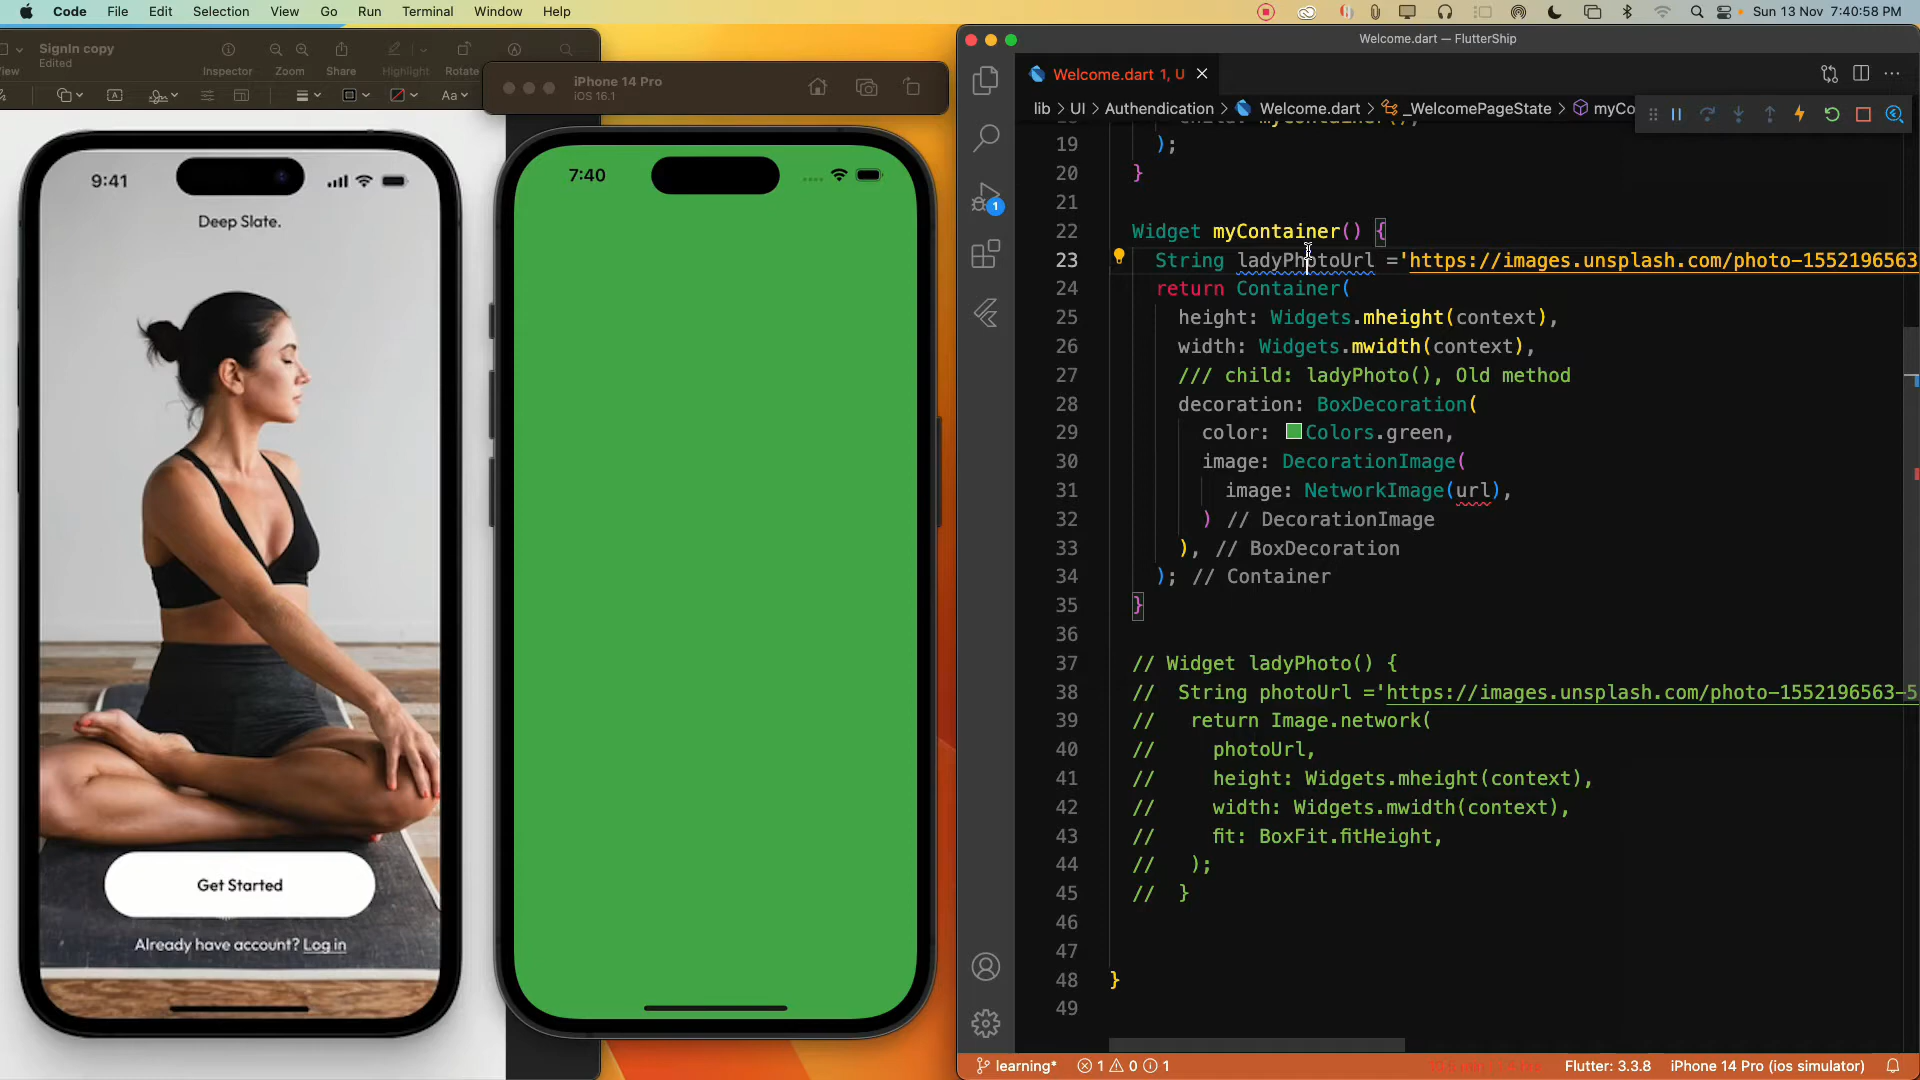 Code File Edit Selection View Go Run Terminal Window Help
Sun 13 Nov 7:40:58 PM
SignIn copy
Edited
Inspector Zoom Share Highlight Rotate
Aa
iPhone 14 Pro
iOS 16.1
9:41
Deep Slate.
Get Started
Already have account? Log in
7:40
Welcome.dart — FlutterShip
Welcome.dart 1, U
lib > UI > Authendication > Welcome.dart > _WelcomePageState > myCo
1
19 );
20 }
21
22 Widget myContainer() {
23 String ladyPhotoUrl ='https://images.unsplash.com/photo-1552196563
24 return Container(
25 height: Widgets.mheight(context),
26 width: Widgets.mwidth(context),
27 /// child: ladyPhoto(), Old method
28 decoration: BoxDecoration(
29 color: Colors.green,
30 image: DecorationImage(
31 image: NetworkImage(url),
32 ) // DecorationImage
33 ), // BoxDecoration
34 ); // Container
35 }
36
37 // Widget ladyPhoto() {
38 // String photoUrl ='https://images.unsplash.com/photo-1552196563-5
39 // return Image.network(
40 // photoUrl,
41 // height: Widgets.mheight(context),
42 // width: Widgets.mwidth(context),
43 // fit: BoxFit.fitHeight,
44 // );
45 // }
46
47
48 }
49
learning* 1 0 1
Flutter: 3.3.8 iPhone 14 Pro (ios simulator)